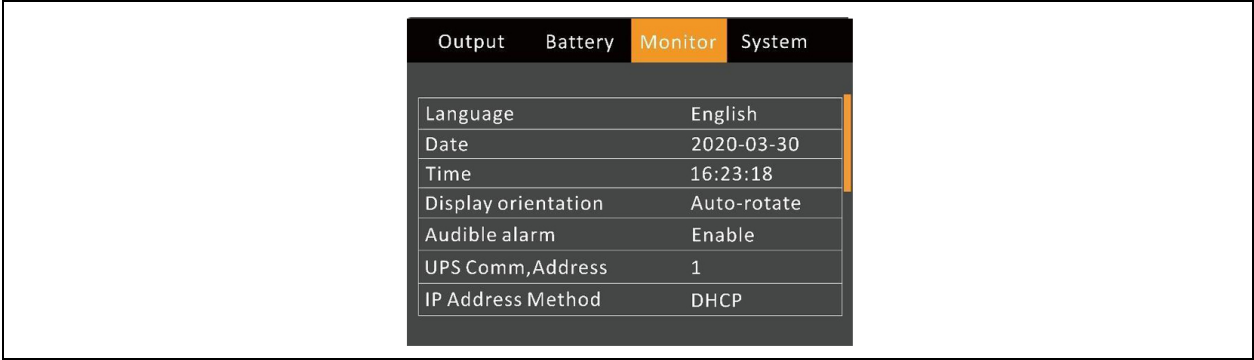 Output Battery Monitor System
Language English
Date 2020-03-30
Time 16:23:18
Display orientation Auto-rotate
Audible alarm Enable
UPS Comm,Address 1
IP Address Method DHCP